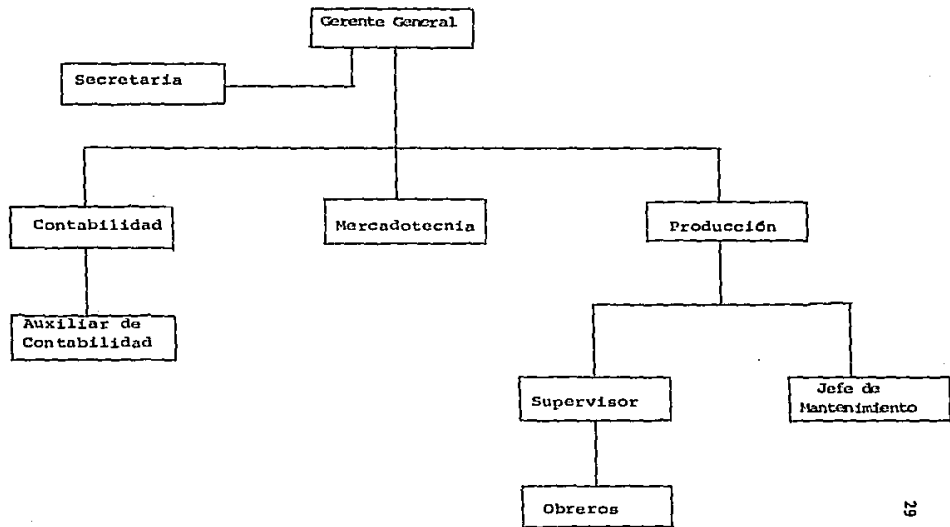 Gerente General
Secretaria
Contabilidad
Mercadotecnia
Producción
Auxiliar de
Contabilidad
Supervisor
Jefe de
Mantenimiento
Obreros
29